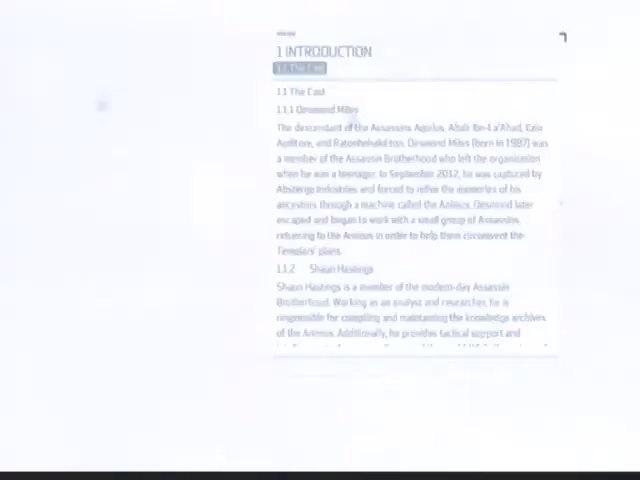 1 INTRODUCTION
1.1 The Cast
1.1 The Cast
1.1.1 Desmond Miles
The descendant of the Assassins Aquilus, Altaïr Ibn-La'Ahad, Ezio
Auditore, and Ratonhnhaké:ton, Desmond Miles (born in 1987) was
a member of the Assassin Brotherhood who left the organization
when he was a teenager. In September 2012, he was captured by
Abstergo Industries and forced to relive the memories of his
ancestors through a machine called the Animus. Desmond later
escaped and began to work with a small group of Assassins,
returning to the Animus in order to help them circumvent the
Templars' plans.
1.1.2 Shaun Hastings
Shaun Hastings is a member of the modern-day Assassin
Brotherhood. Working as an analyst and researcher, he is
responsible for compiling and maintaining the knowledge archives
of the Animus. Additionally, he provides tactical support and